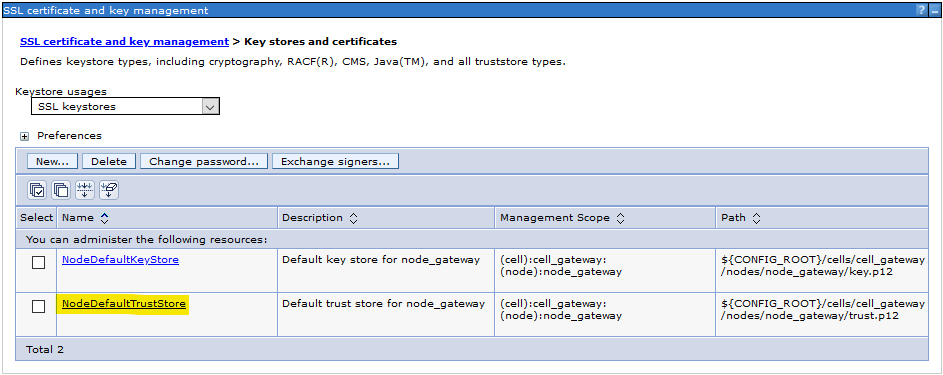 SSL certificate and key management
? _
SSL certificate and key management > Key stores and certificates
Defines keystore types, including cryptography, RACF(R), CMS, Java(TM), and all truststore types.
Keystore usages
SSL keystores
Preferences
New... Delete Change password... Exchange signers...
Select Name Description Management Scope Path
You can administer the following resources:
NodeDefaultKeyStore Default key store for node_gateway (cell):cell_gateway: ${CONFIG_ROOT}/cells/cell_gateway
(node):node_gateway /nodes/node_gateway/key.p12
NodeDefaultTrustStore Default trust store for node_gateway (cell):cell_gateway: ${CONFIG_ROOT}/cells/cell_gateway
(node):node_gateway /nodes/node_gateway/trust.p12
Total 2